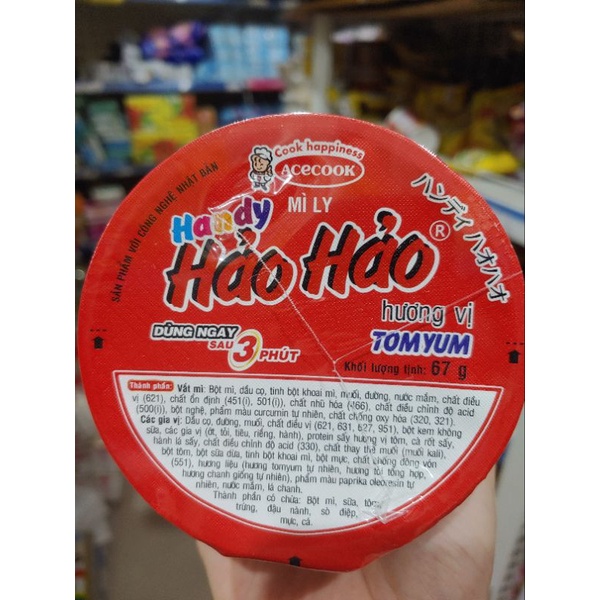 Cook happiness
ACECOOK
SẢN PHẨM VỚI CÔNG NGHỆ NHẬT BẢN
MÌ LY
ハンディ ハオハオ
Handy
Hảo Hảo®
hương vị
TOMYUM
DÙNG NGAY
SAU 3 PHÚT
Khối lượng tịnh: 67 g
Thành phần: Vắt mì: Bột mì, dầu cọ, tinh bột khoai mì, muối, đường, nước mắm, chất điều
vị (621), chất ổn định (451(i), 501(i)), chất nhũ hóa (466), chất điều chỉnh độ acid
(500(i)), bột nghệ, phẩm màu curcumin tự nhiên, chất chống oxy hóa (320, 321).
Các gia vị: Dầu cọ, đường, muối, chất điều vị (621, 631, 627, 951), bột kem không
sữa, các gia vị (ớt, tỏi, tiêu, riềng, hành), protein sấy hương vị tôm, cà rốt sấy,
hành lá sấy, chất điều chỉnh độ acid (330), chất thay thế muối (muối kali),
bột tôm, bột sữa dừa, tinh bột khoai mì, bột mực, chất chống đông vón
(551), hương liệu (hương tomyum tự nhiên, hương tỏi tổng hợp,
hương chanh giống tự nhiên), phẩm màu paprika oleoresin tự
nhiên, nước mắm, lá chanh.
Thành phần có chứa: Bột mì, sữa, tôm,
trứng, đậu nành, sò điệp,
mực, cá.